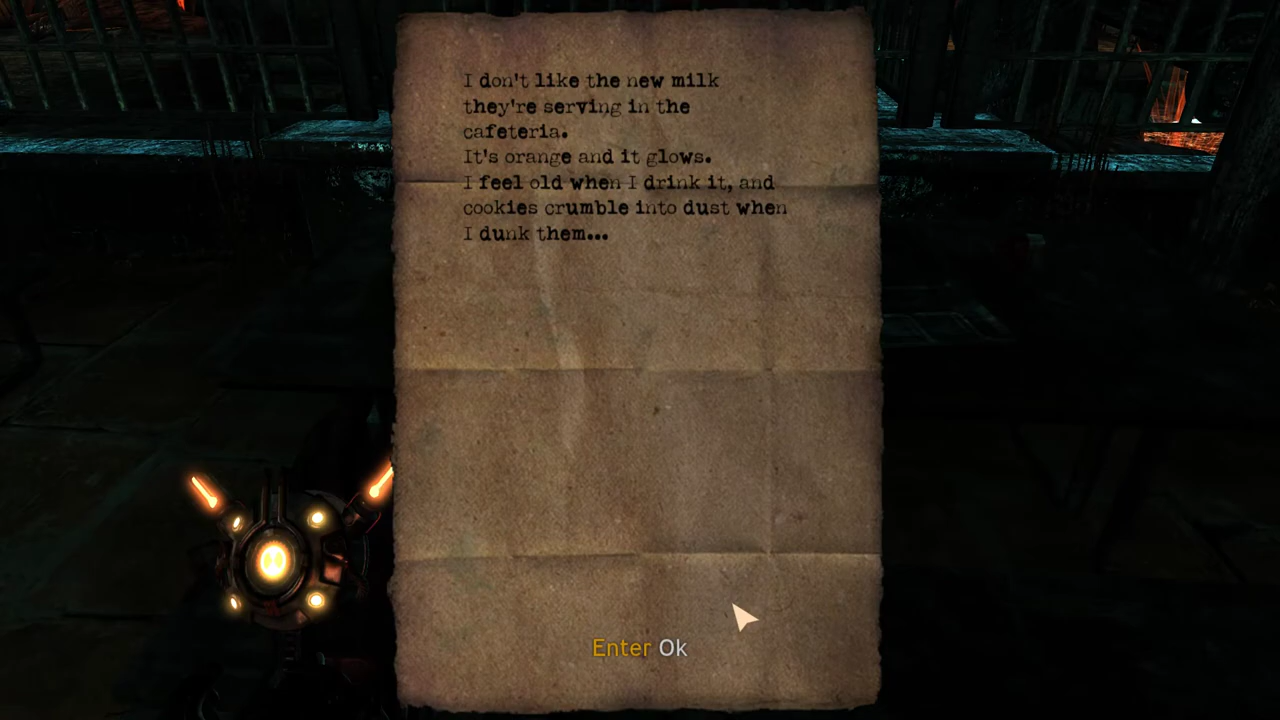 I don't like the new milk
they're serving in the
cafeteria.
It's orange and it glows.
I feel old when I drink it, and
cookies crumble into dust when
I dunk them...
Enter Ok